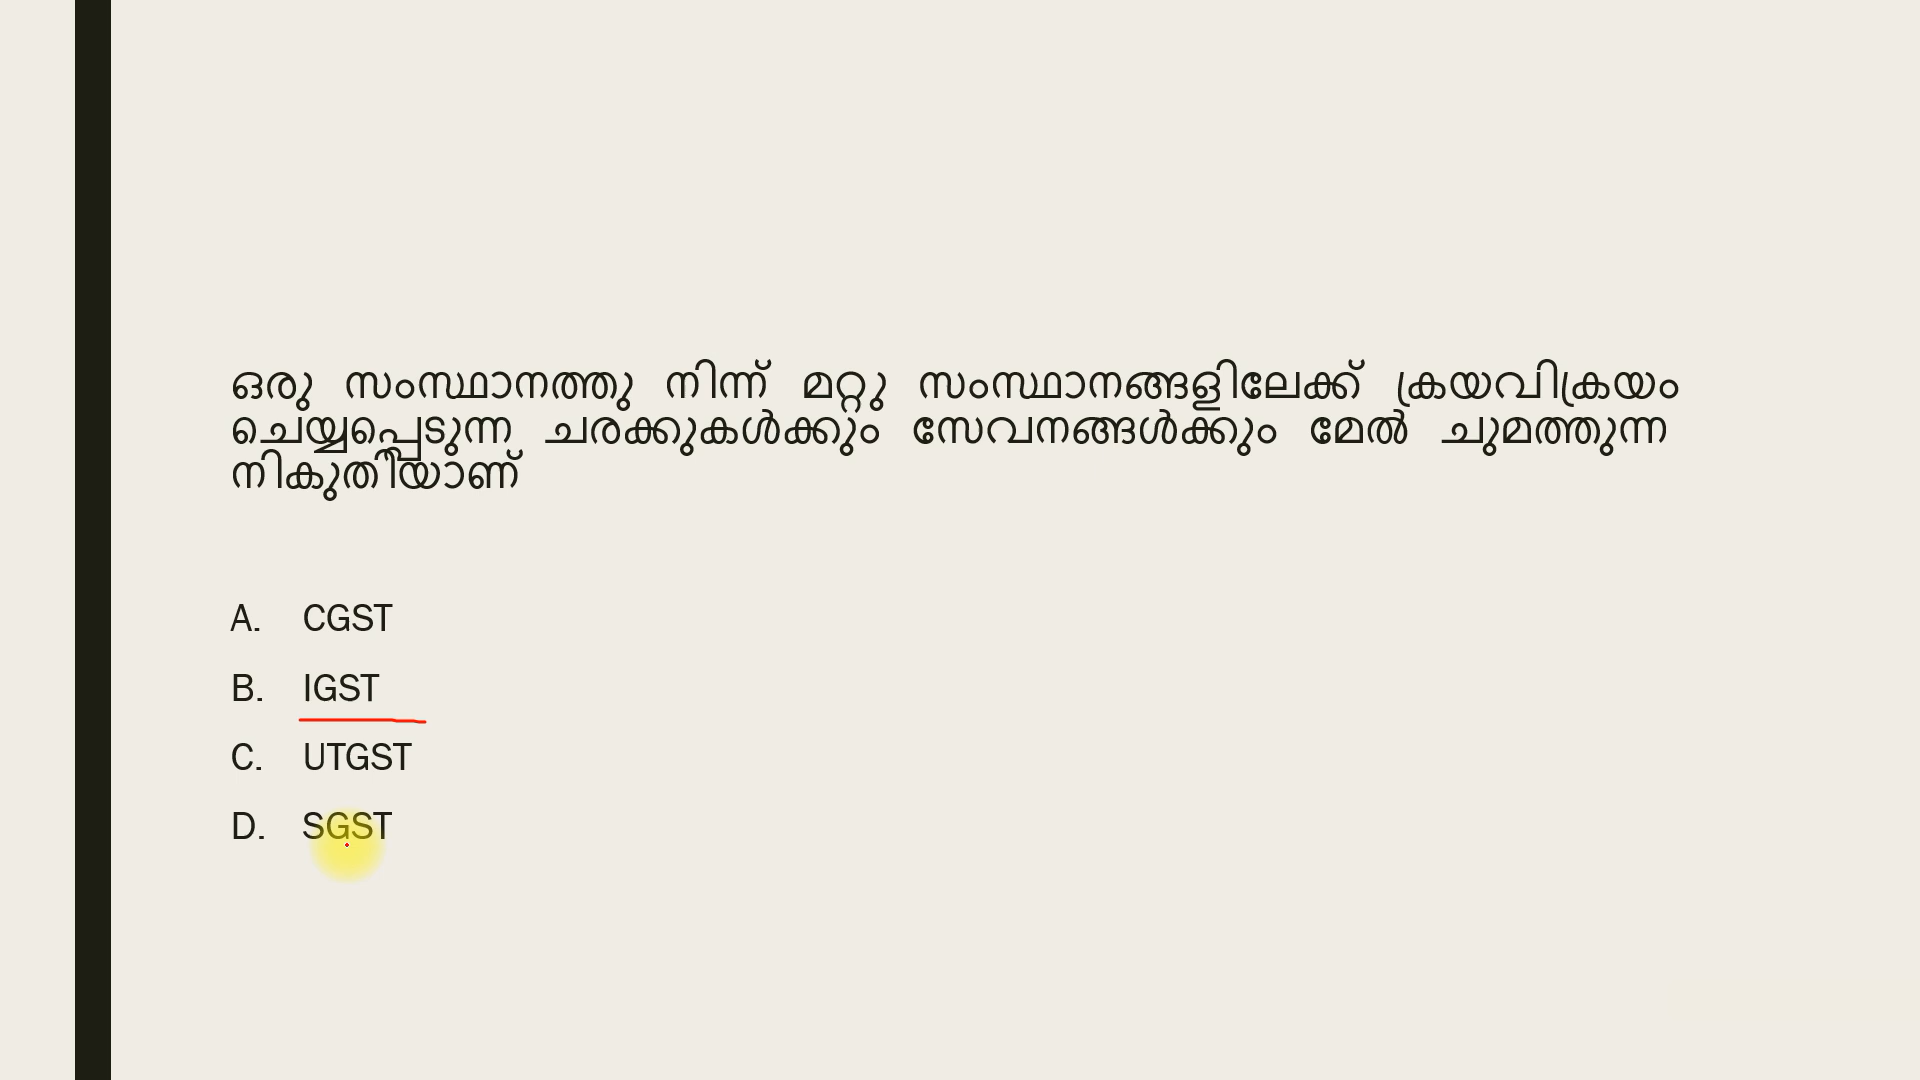 ഒരു സംസ്ഥാനത്തു നിന്ന് മറ്റു സംസ്ഥാനങ്ങളിലേക്ക് ക്രയവിക്രയം
ചെയ്യപ്പെടുന്ന ചരക്കുകൾക്കും സേവനങ്ങൾക്കും മേൽ ചുമത്തുന്ന
നികുതിയാണ്
A. CGST
B. IGST
C. UTGST
D. SGST